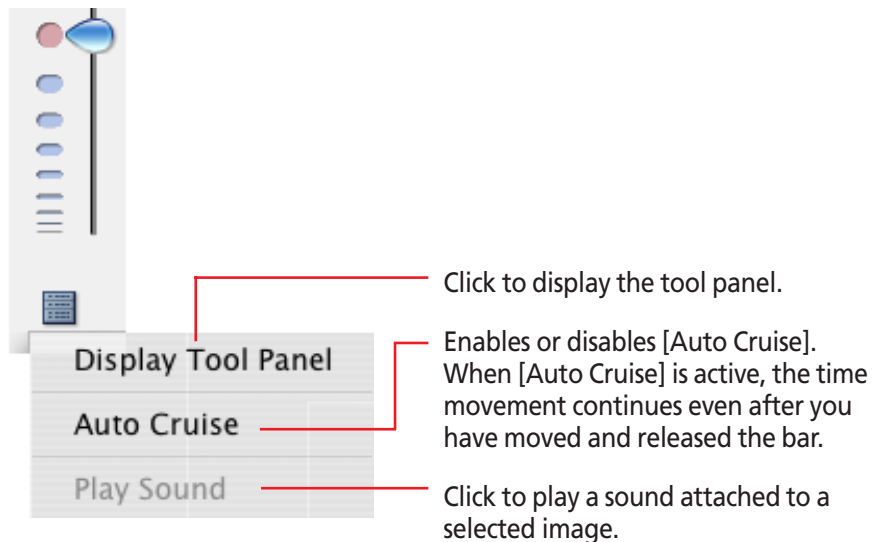 Click to display the tool panel.
Display Tool Panel
Enables or disables [Auto Cruise].
When [Auto Cruise] is active, the time
movement continues even after you
have moved and released the bar.
Auto Cruise
Play Sound
Click to play a sound attached to a
selected image.